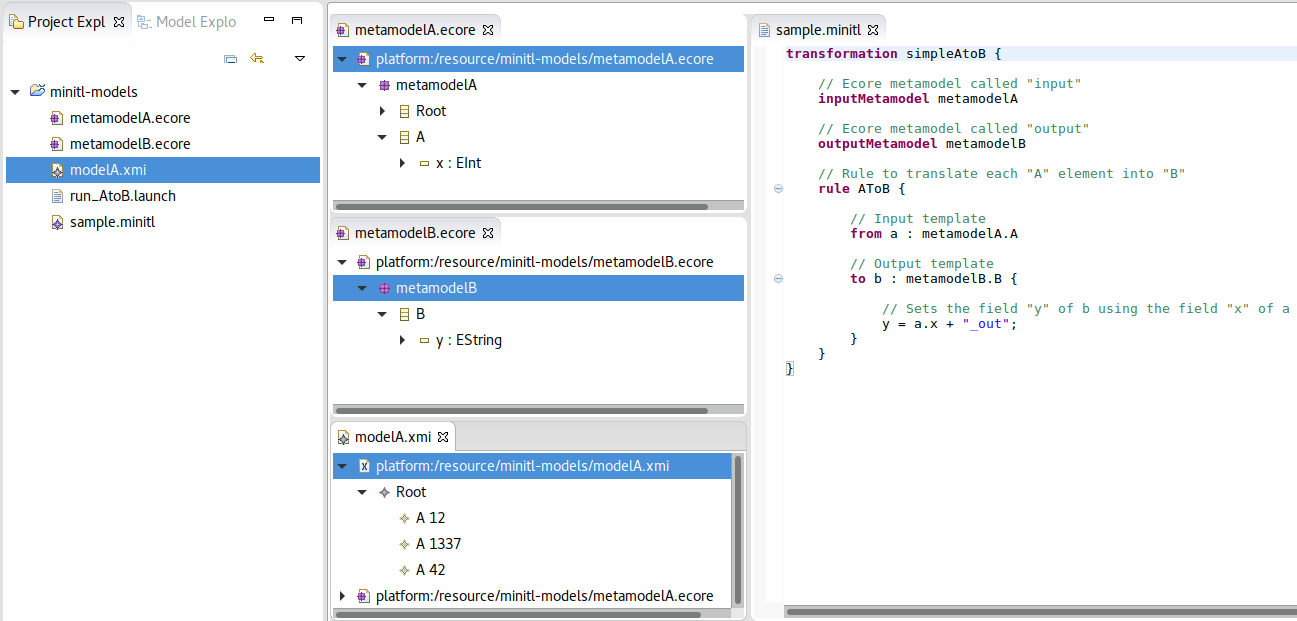 Project Expl
Model Explo
minitl-models
metamodelA.ecore
metamodelB.ecore
modelA.xmi
run_AtoB.launch
sample.minitl
metamodelA.ecore
platform:/resource/minitl-models/metamodelA.ecore
metamodelA
Root
A
x : EInt
metamodelB.ecore
platform:/resource/minitl-models/metamodelB.ecore
metamodelB
B
y : EString
modelA.xmi
platform:/resource/minitl-models/modelA.xmi
Root
A 12
A 1337
A 42
platform:/resource/minitl-models/metamodelA.ecore
sample.minitl
transformation simpleAtoB {
// Ecore metamodel called "input"
inputMetamodel metamodelA
// Ecore metamodel called "output"
outputMetamodel metamodelB
// Rule to translate each "A" element into "B"
rule AToB {
// Input template
from a : metamodelA.A
// Output template
to b : metamodelB.B {
// Sets the field "y" of b using the field "x" of a
y = a.x + "_out";
}
}
}